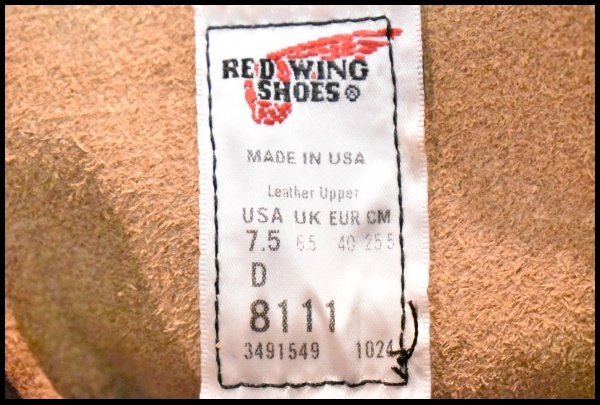 RED WING
SHOES®
MADE IN USA
Leather Upper
USA UK EUR CM
7.5 6.5 40 25.5
D
8111
3491549 1024